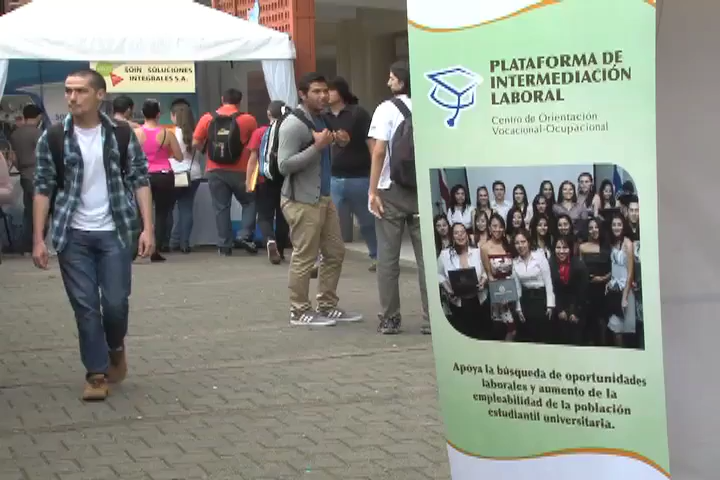 SOIN SOLUCIONES
INTEGRALES S.A.
PLATAFORMA DE
INTERMEDIACIÓN
LABORAL
Centro de Orientación
Vocacional-Ocupacional
Apoya la búsqueda de oportunidades
laborales y aumento de la
empleabilidad de la población
estudiantil universitaria.